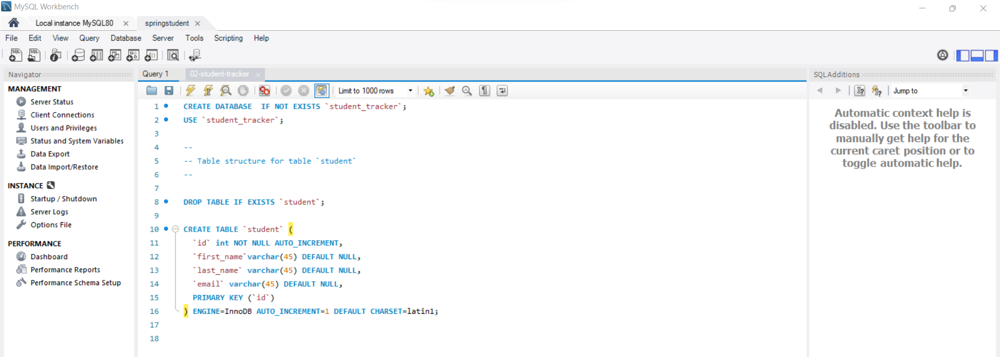 MySQL Workbench
Local instance MySQL80
springstudent
File Edit View Query Database Server Tools Scripting Help
Navigator
MANAGEMENT
Server Status
Client Connections
Users and Privileges
Status and System Variables
Data Export
Data Import/Restore
INSTANCE
Startup / Shutdown
Server Logs
Options File
PERFORMANCE
Dashboard
Performance Reports
Performance Schema Setup
Query 1
02-student-tracker
Limit to 1000 rows
1 CREATE DATABASE  IF NOT EXISTS `student_tracker`;
2 USE `student_tracker`;
3
4 --
5 -- Table structure for table `student`
6 --
7
8 DROP TABLE IF EXISTS `student`;
9
10 CREATE TABLE `student` (
11   `id` int NOT NULL AUTO_INCREMENT,
12   `first_name`varchar(45) DEFAULT NULL,
13   `last_name` varchar(45) DEFAULT NULL,
14   `email` varchar(45) DEFAULT NULL,
15   PRIMARY KEY (`id`)
16 ) ENGINE=InnoDB AUTO_INCREMENT=1 DEFAULT CHARSET=latin1;
17
18
SQLAdditions
Jump to
Automatic context help is
disabled. Use the toolbar to
manually get help for the
current caret position or to
toggle automatic help.